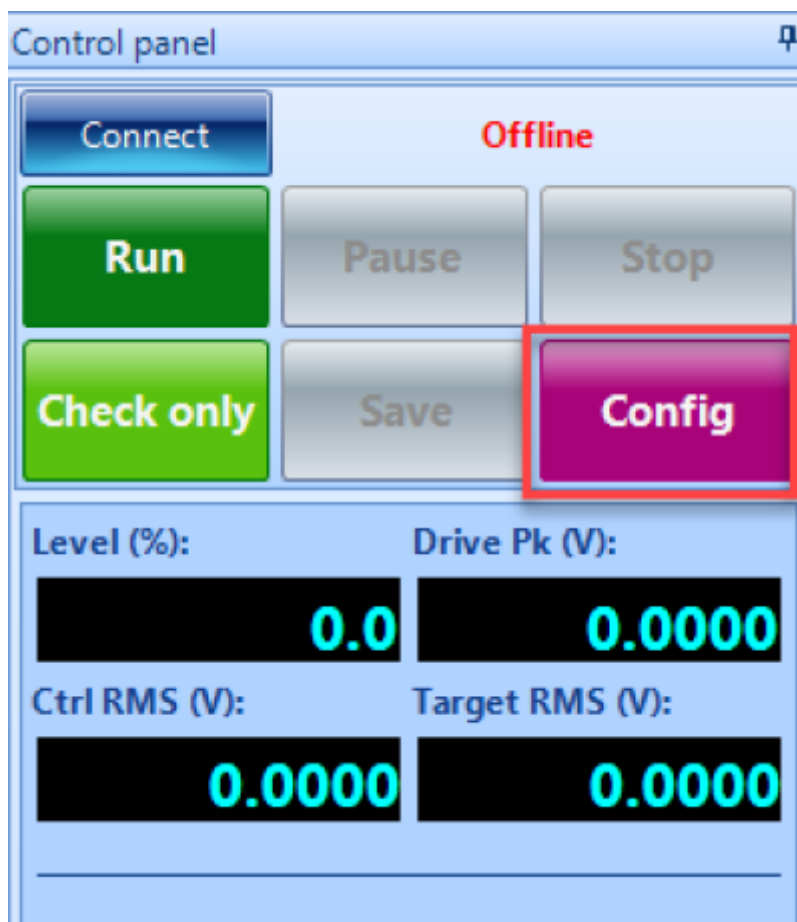 Control panel
Connect Offline
Run Pause Stop
Check only Save Config
Level (%): Drive Pk (V):
0.0 0.0000
Ctrl RMS (V): Target RMS (V):
0.0000 0.0000